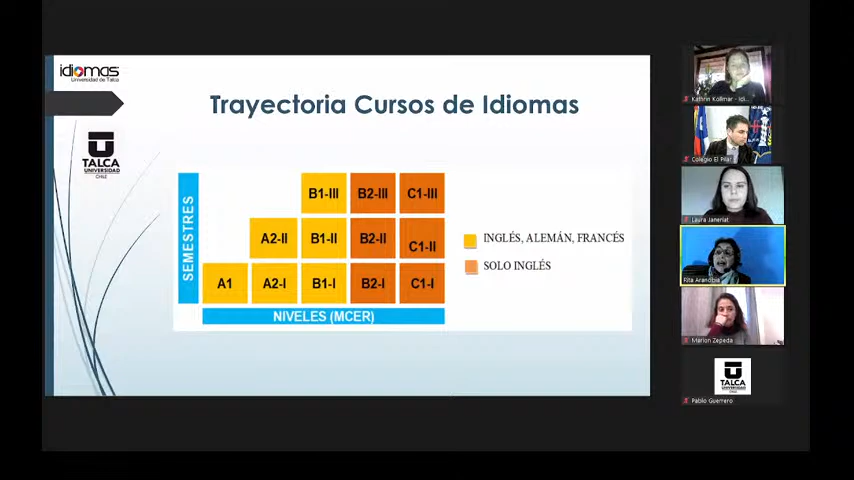 idiomas
Universidad de Talca
Trayectoria Cursos de Idiomas
TALCA
UNIVERSIDAD
CHILE
SEMESTRES
B1-III B2-III C1-III
A2-II B1-II B2-II C1-II
A1 A2-I B1-I B2-I C1-I
NIVELES (MCER)
INGLÉS, ALEMÁN, FRANCÉS
SOLO INGLÉS
Kathrin Kollmar - Idi...
Colegio El Pilar
Laura Janeriat
Rita Arancibia
Marion Zepeda
TALCA
UNIVERSIDAD
Pablo Guerrero